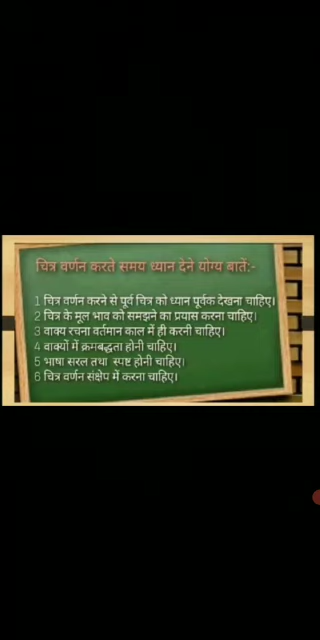 चित्र वर्णन करते समय ध्यान देने योग्य बातें:-
1 चित्र वर्णन करने से पूर्व चित्र को ध्यान पूर्वक देखना चाहिए।
2 चित्र के मूल भाव को समझने का प्रयास करना चाहिए।
3 वाक्य रचना वर्तमान काल में ही करनी चाहिए।
4 वाक्यों में क्रमबद्धता होनी चाहिए।
5 भाषा सरल तथा स्पष्ट होनी चाहिए।
6 चित्र वर्णन संक्षेप में करना चाहिए।